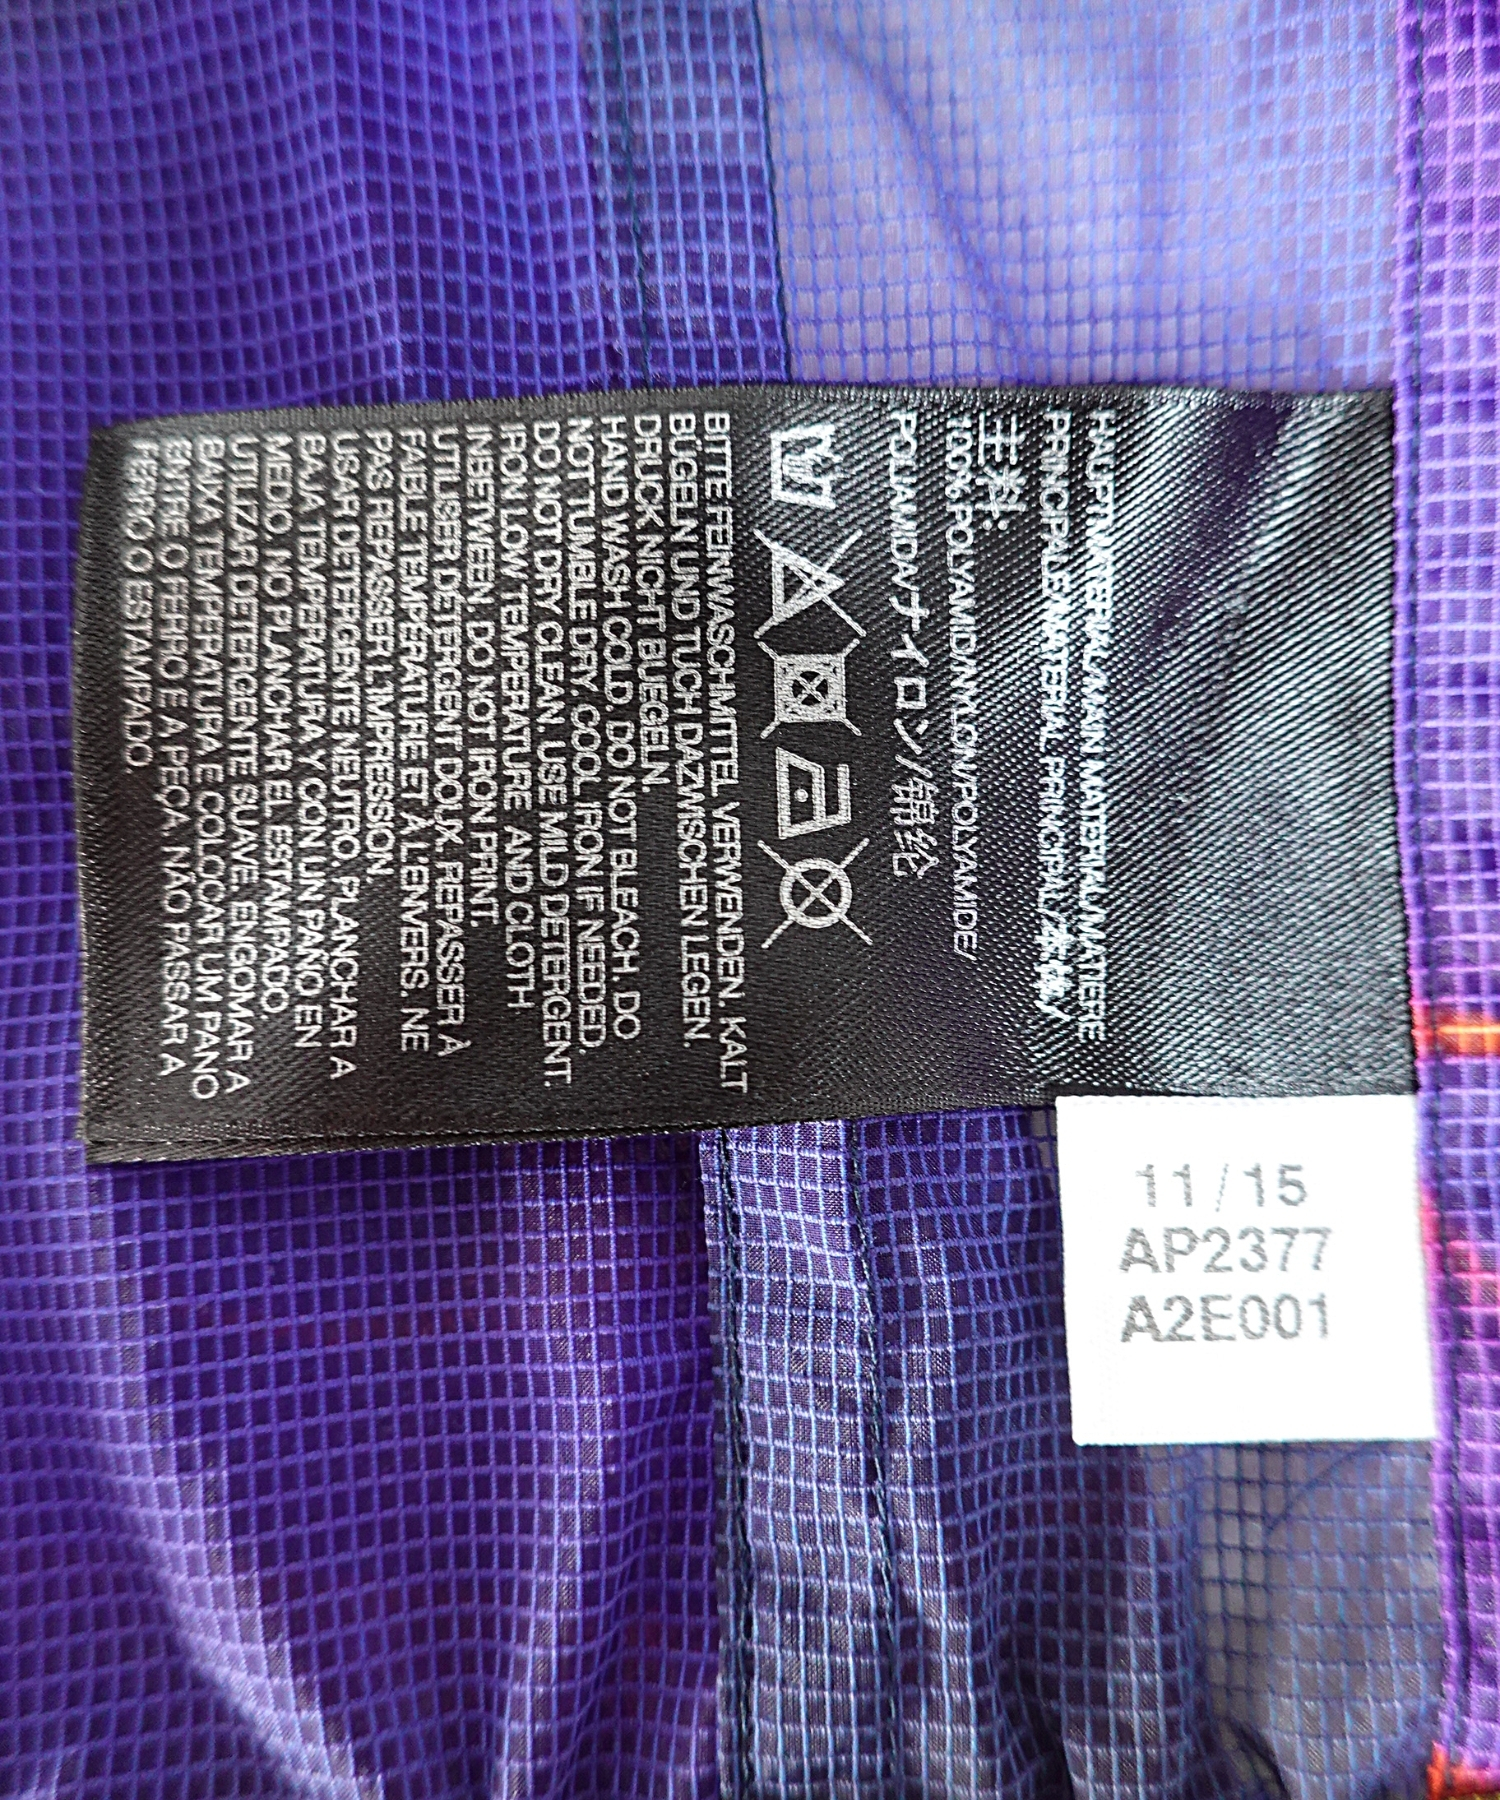 HAUPTMATERIAL/MAIN MATERIAL/MATIERE
PRINCIPALE/MATERIAL PRINCIPAL/本体/
主料:
100% POLYAMID/NYLON/POLYAMIDE/
POLIAMIDA/ナイロン/锦纶
BITTE FEINWASCHMITTEL VERWENDEN. KALT
BÜGELN UND TUCH DAZWISCHEN LEGEN.
DRUCK NICHT BUEGELN.
HAND WASH COLD. DO NOT BLEACH. DO
NOT TUMBLE DRY. COOL IRON IF NEEDED.
DO NOT DRY CLEAN. USE MILD DETERGENT.
IRON LOW TEMPERATURE AND CLOTH
INBETWEEN. DO NOT IRON PRINT.
UTILISER DÉTERGENT DOUX. REPASSER À
FAIBLE TEMPÉRATURE ET À L'ENVERS. NE
PAS REPASSER L'IMPRESSION.
USAR DETERGENTE NEUTRO. PLANCHAR A
BAJA TEMPERATURA Y CON UN PAÑO EN
MEDIO. NO PLANCHAR EL ESTAMPADO.
UTILIZAR DETERGENTE SUAVE. ENGOMAR A
BAIXA TEMPERATURA E COLOCAR UM PANO
ENTRE O FERRO E A PEÇA. NÃO PASSAR A
FERRO O ESTAMPADO.
11/15
AP2377
A2E001